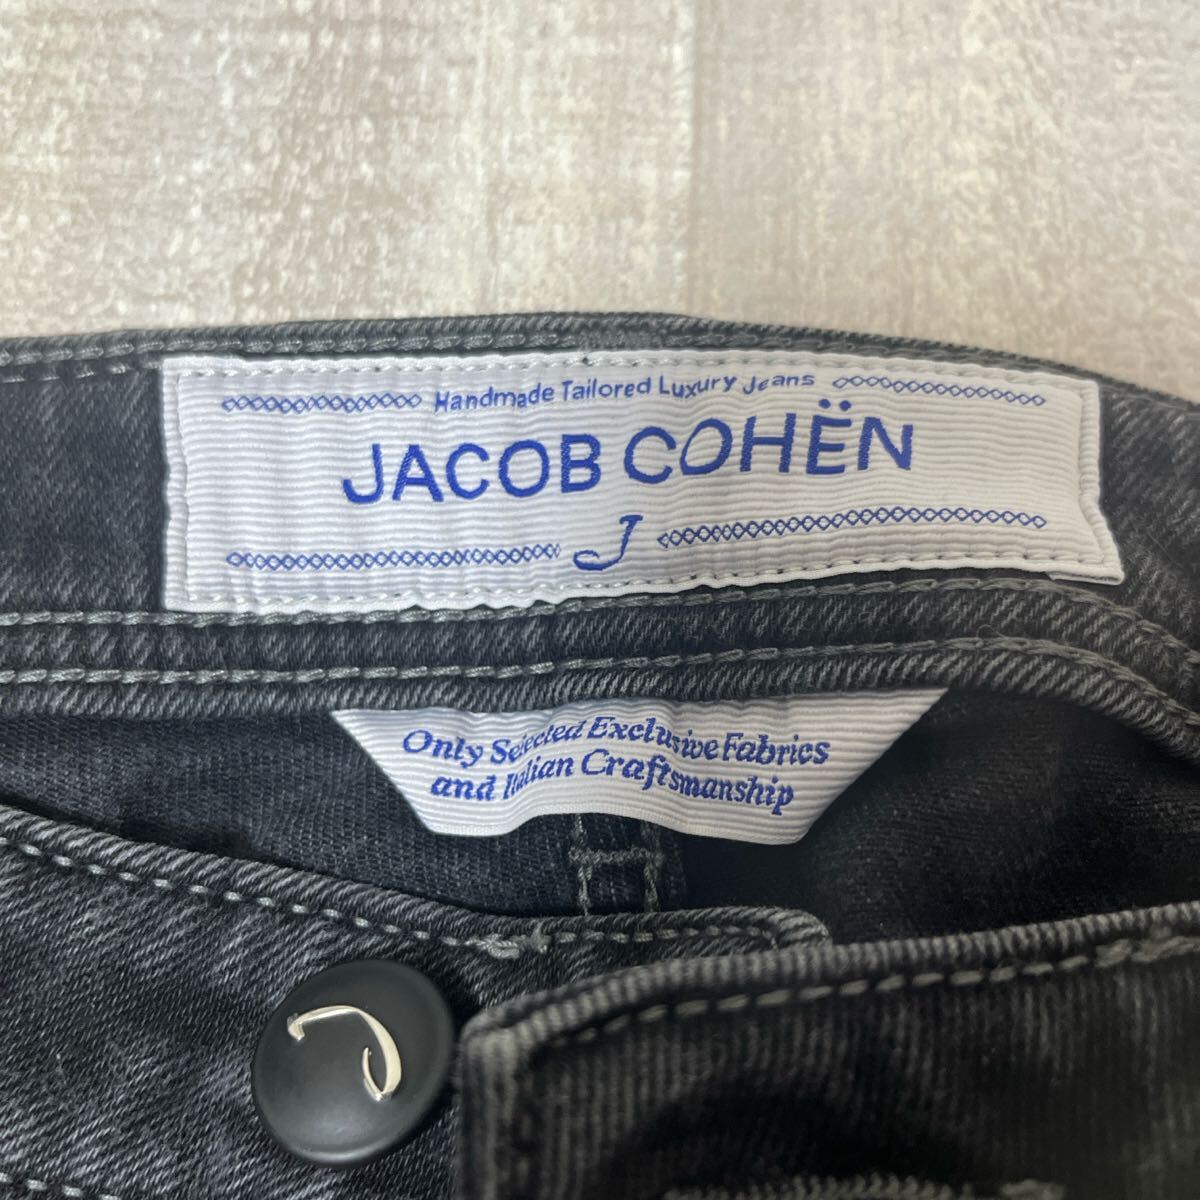 Handmade Tailored Luxury Jeans
JACOB COHËN
J
Only Selected Exclusive Fabrics
and Italian Craftsmanship
J